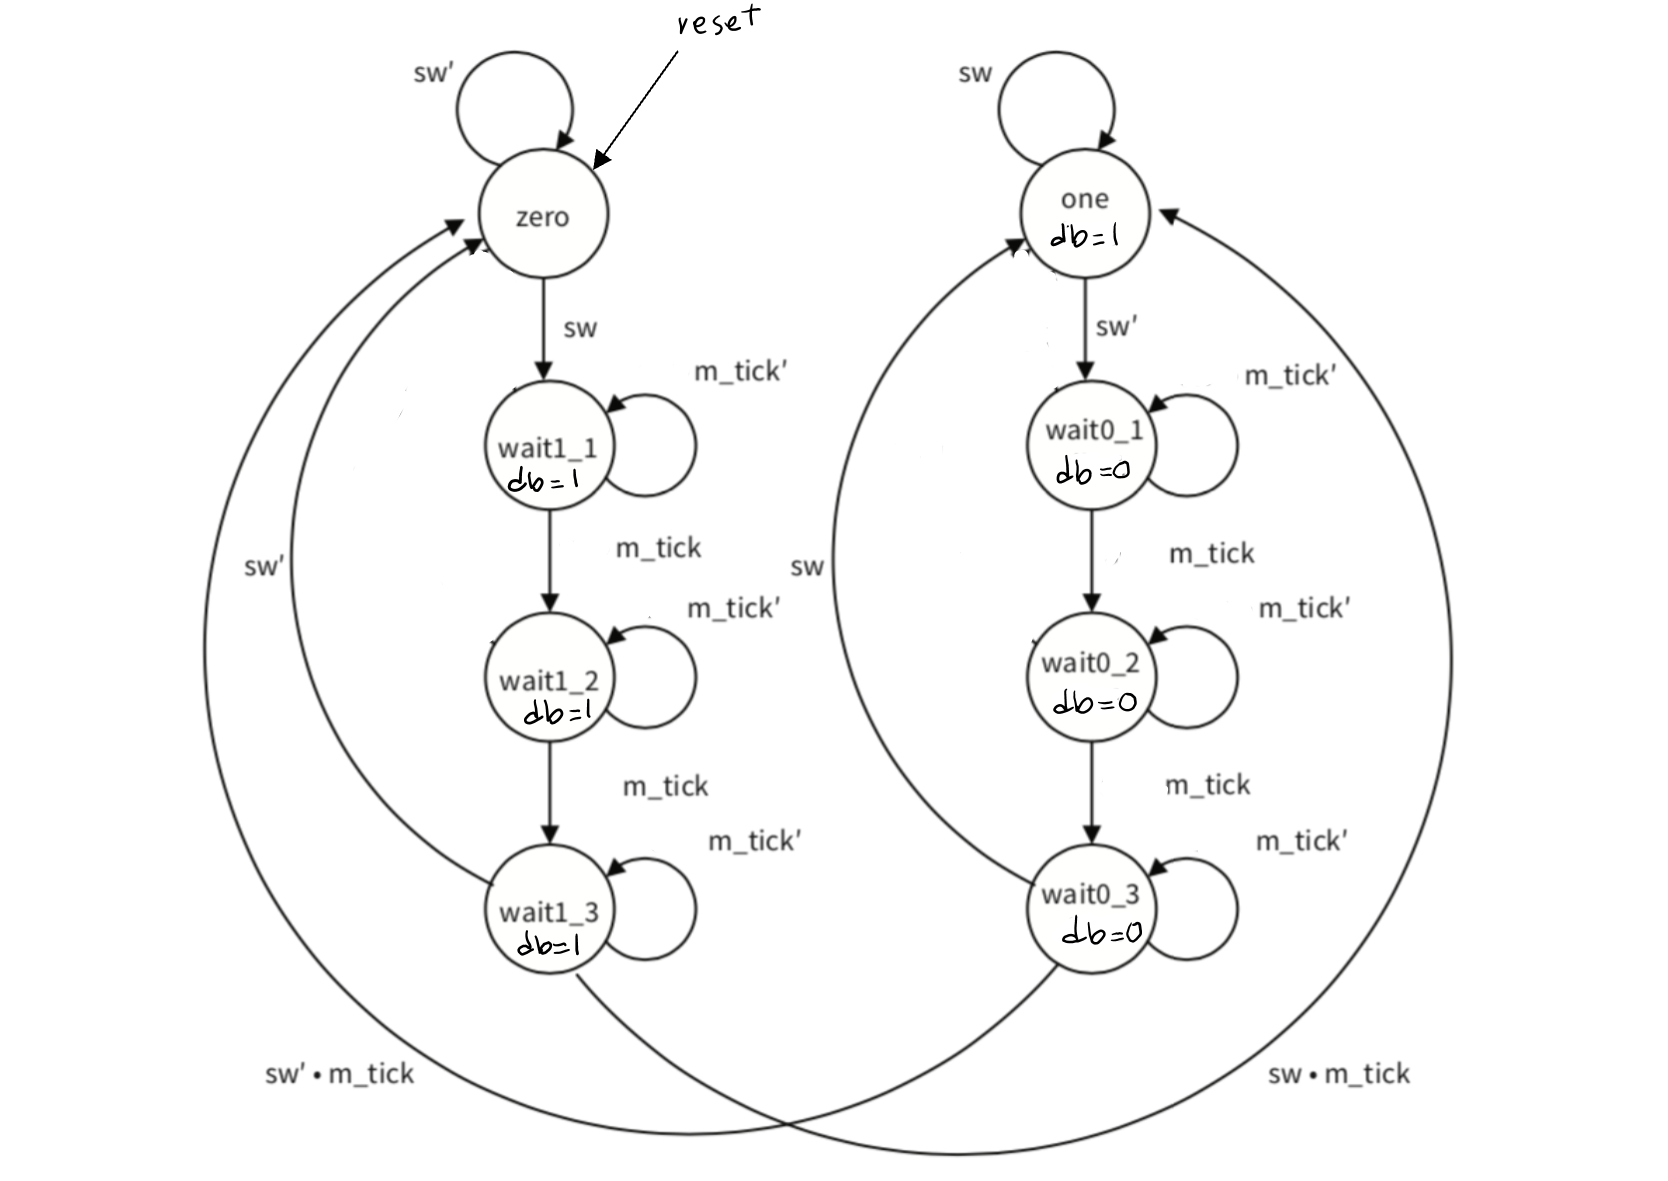 reset
sw'
sw
zero
one
db=1
sw
sw'
m_tick'
m_tick'
wait1_1
db=1
wait0_1
db=0
m_tick
m_tick
sw'
sw
m_tick'
m_tick'
wait1_2
db=1
wait0_2
db=0
m_tick
m_tick
m_tick'
m_tick'
wait1_3
db=1
wait0_3
db=0
sw' • m_tick
sw • m_tick